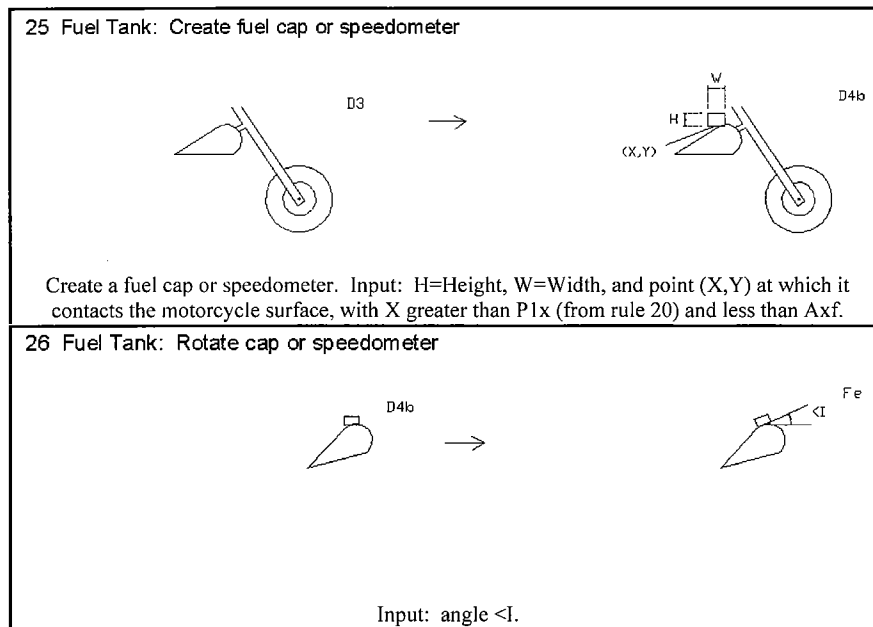 25 Fuel Tank: Create fuel cap or speedometer
D3
W
H
D4b
(X,Y)
Create a fuel cap or speedometer. Input: H=Height, W=Width, and point (X,Y) at which it
contacts the motorcycle surface, with X greater than P1x (from rule 20) and less than Axf.
26 Fuel Tank: Rotate cap or speedometer
D4b
<I
Fe
Input: angle <I.